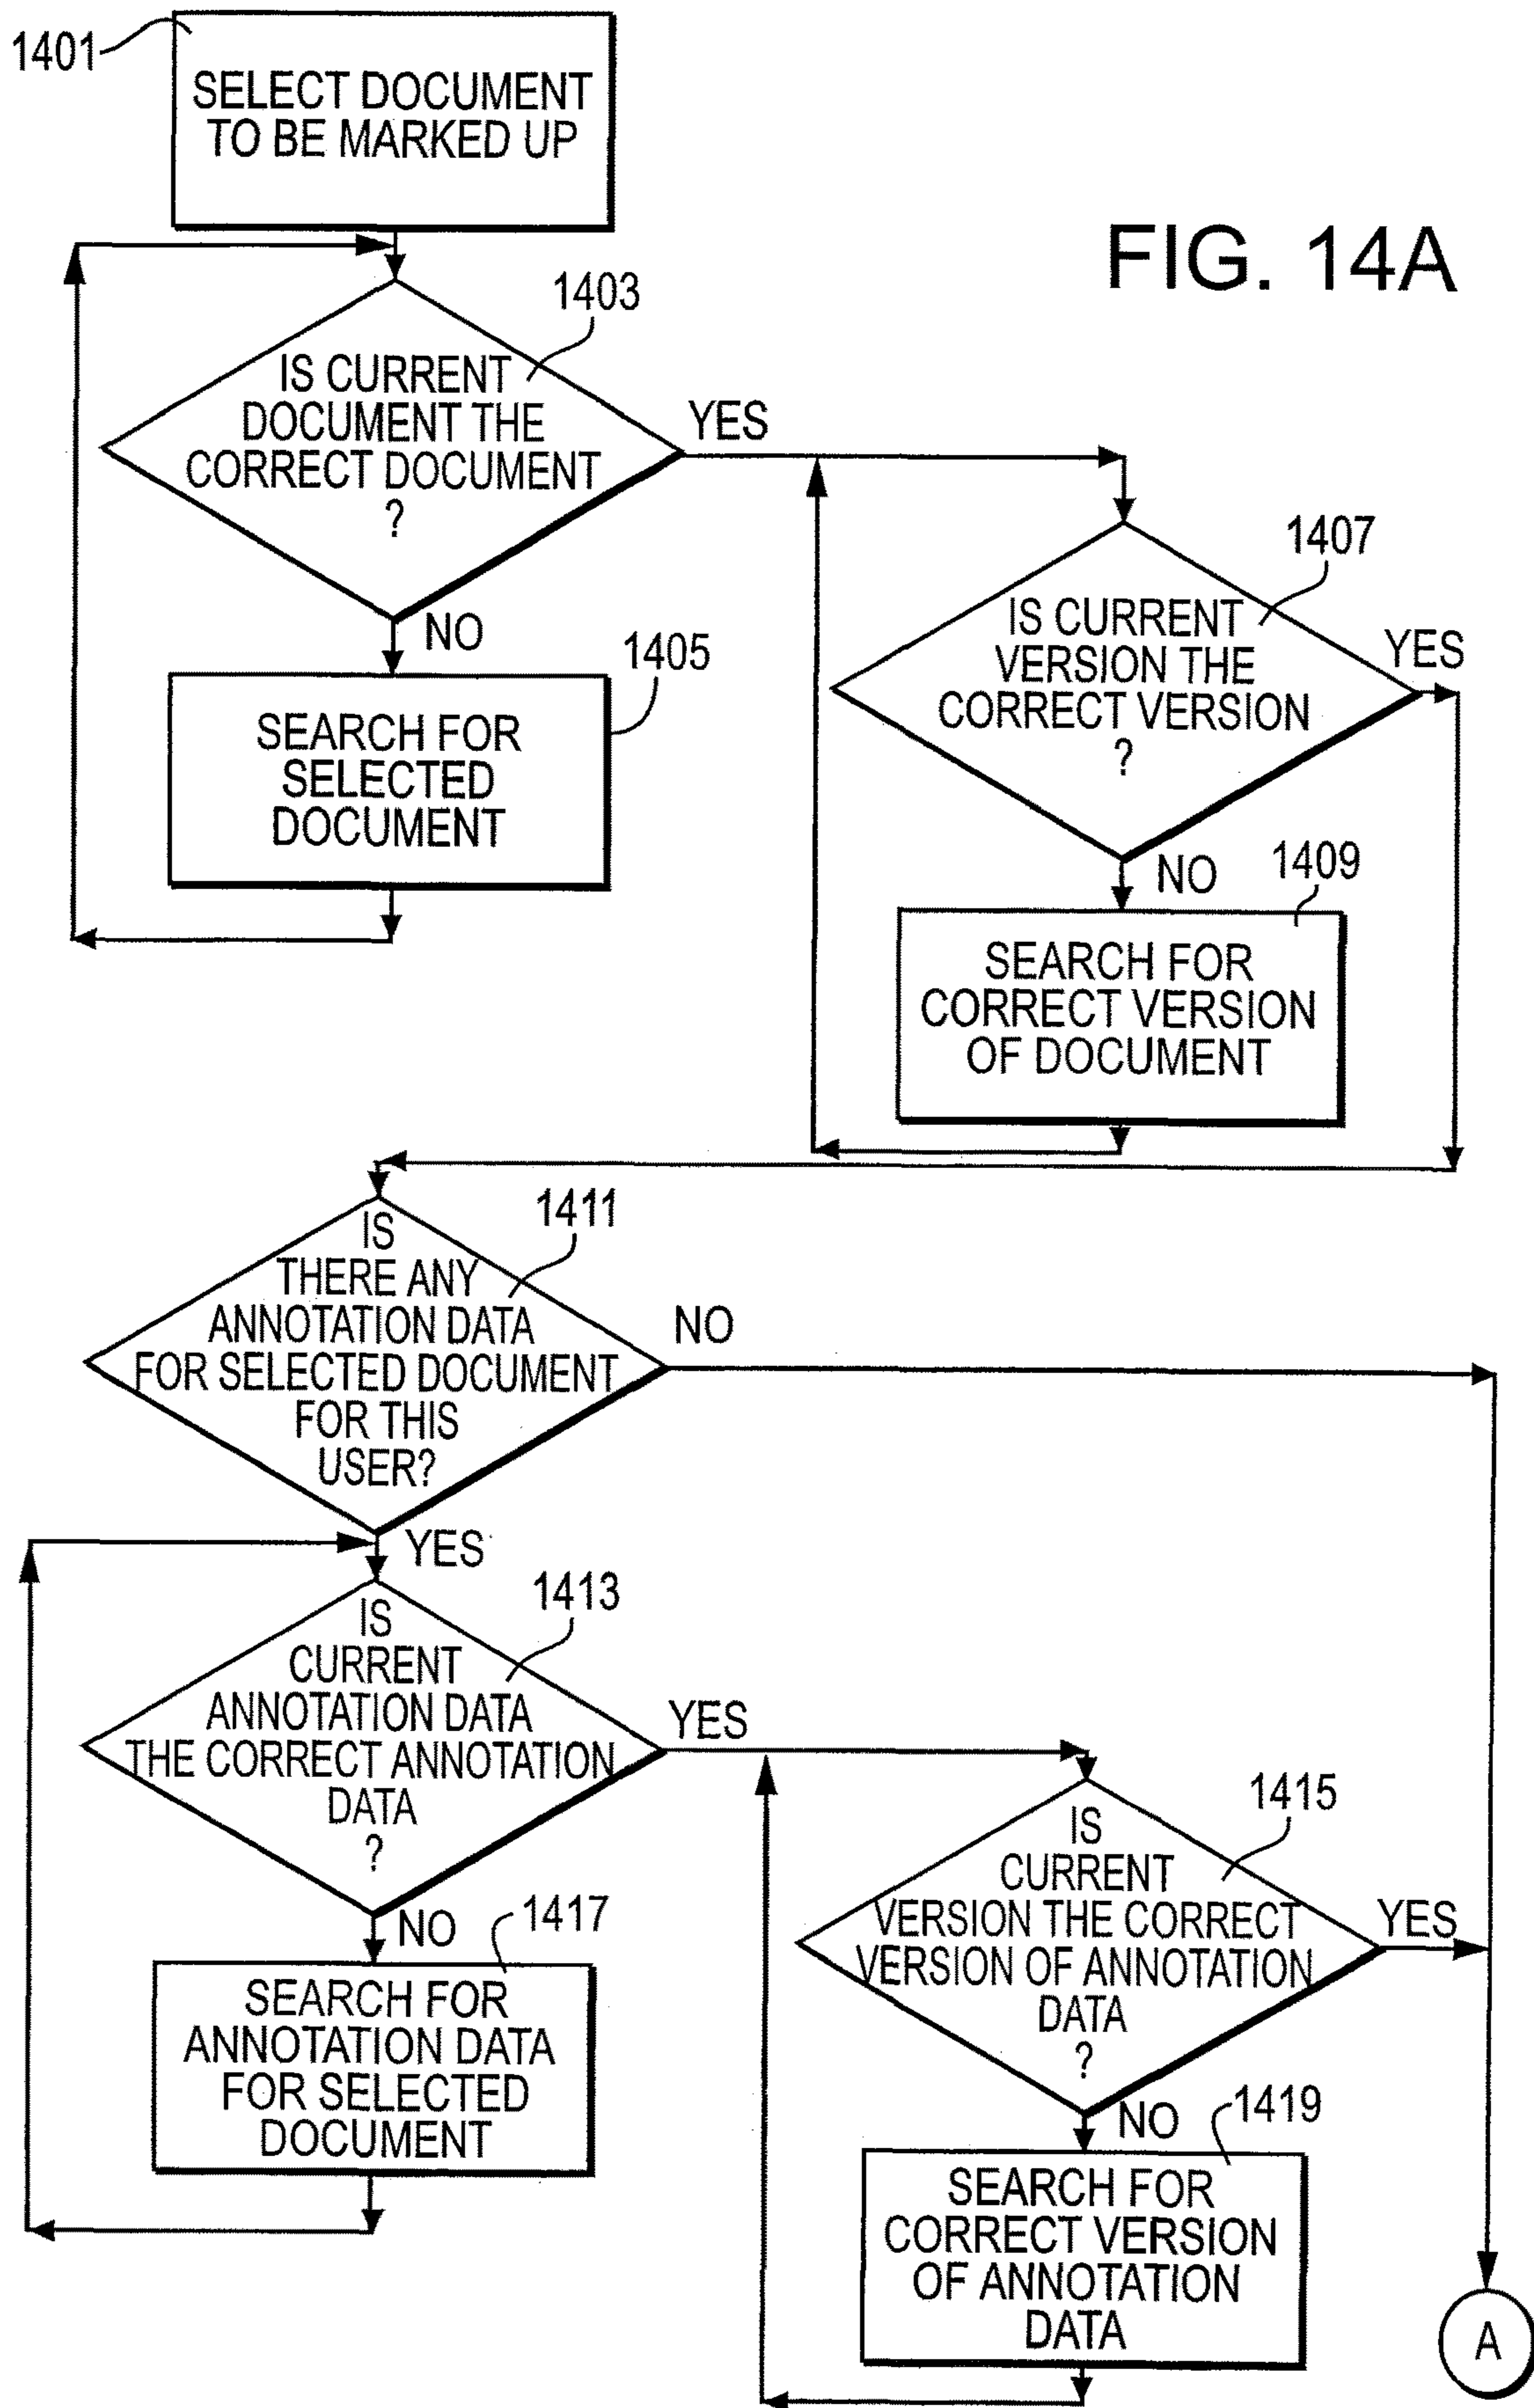 1401
SELECT DOCUMENT
TO BE MARKED UP
FIG. 14A
1403
IS CURRENT
DOCUMENT THE
CORRECT DOCUMENT
?
YES
NO
1405
SEARCH FOR
SELECTED
DOCUMENT
1407
IS CURRENT
VERSION THE
CORRECT VERSION
?
YES
NO
1409
SEARCH FOR
CORRECT VERSION
OF DOCUMENT
1411
IS
THERE ANY
ANNOTATION DATA
FOR SELECTED DOCUMENT
FOR THIS
USER?
NO
YES
1413
IS
CURRENT
ANNOTATION DATA
THE CORRECT ANNOTATION
DATA
?
YES
NO
1417
SEARCH FOR
ANNOTATION DATA
FOR SELECTED
DOCUMENT
1415
IS
CURRENT
VERSION THE CORRECT
VERSION OF ANNOTATION
DATA
?
YES
NO
1419
SEARCH FOR
CORRECT VERSION
OF ANNOTATION
DATA
A